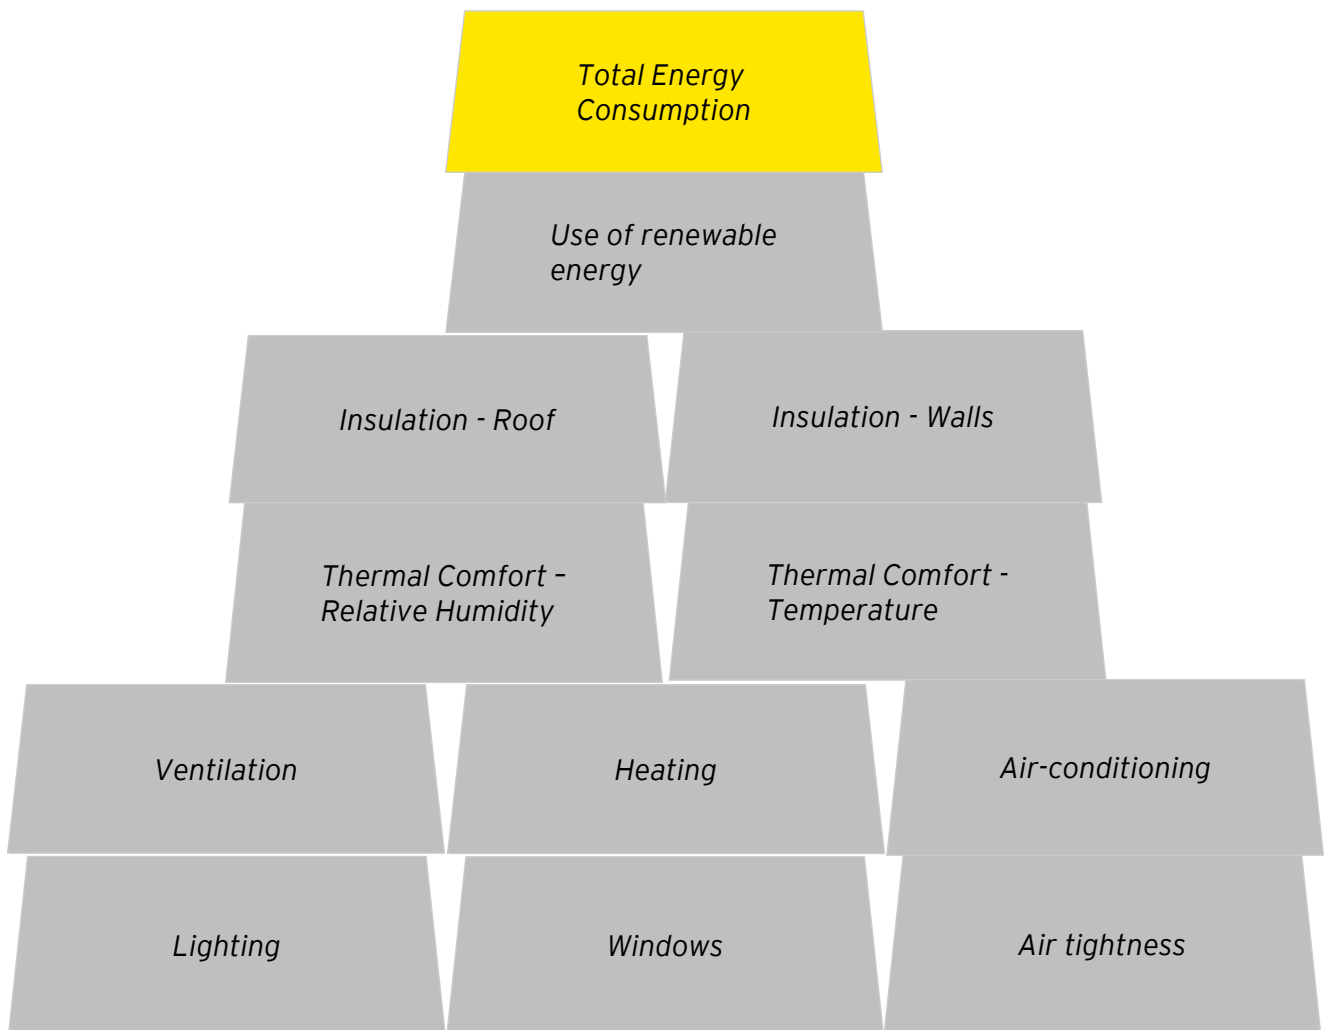 Total Energy
Consumption
Use of renewable
energy
Insulation - Roof
Insulation - Walls
Thermal Comfort –
Relative Humidity
Thermal Comfort -
Temperature
Ventilation
Heating
Air-conditioning
Lighting
Windows
Air tightness